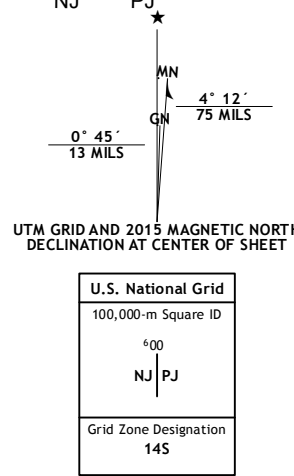 NJ PJ
★
MN
GN
4° 12´
75 MILS
0° 45´
13 MILS
UTM GRID AND 2015 MAGNETIC NORTH
DECLINATION AT CENTER OF SHEET
U.S. National Grid
100,000-m Square ID
⁶00
NJ PJ
Grid Zone Designation
14S